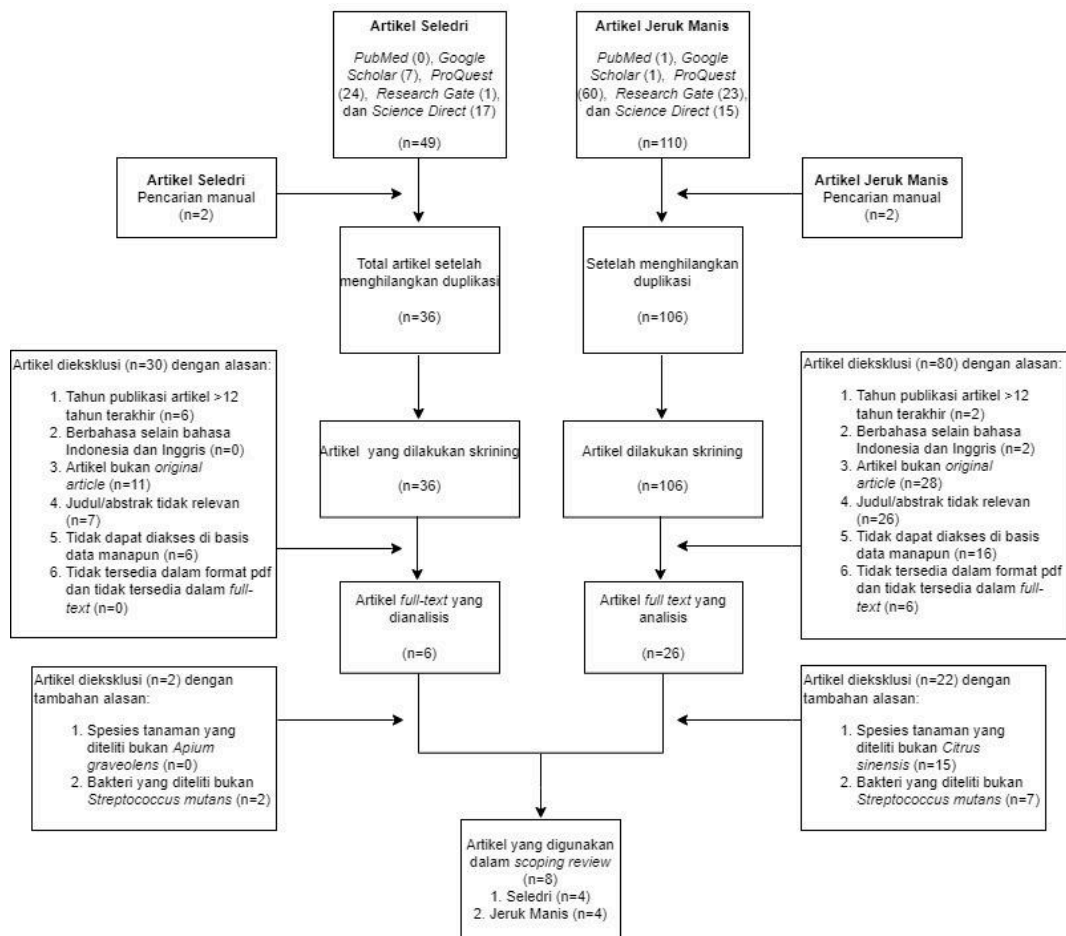 Artikel Seledri
PubMed (0), Google
Scholar (7), ProQuest
(24), Research Gate (1),
dan Science Direct (17)
(n=49)
Artikel Jeruk Manis
PubMed (1), Google
Scholar (1), ProQuest
(60), Research Gate (23),
dan Science Direct (15)
(n=110)
Artikel Seledri
Pencarian manual
(n=2)
Artikel Jeruk Manis
Pencarian manual
(n=2)
Total artikel setelah
menghilangkan duplikasi
(n=36)
Setelah menghilangkan
duplikasi
(n=106)
Artikel dieksklusi (n=30) dengan alasan:
1. Tahun publikasi artikel >12
tahun terakhir (n=6)
2. Berbahasa selain bahasa
Indonesia dan Inggris (n=0)
3. Artikel bukan original
article (n=11)
4. Judul/abstrak tidak relevan
(n=7)
5. Tidak dapat diakses di basis
data manapun (n=6)
6. Tidak tersedia dalam format pdf
dan tidak tersedia dalam full-
text (n=0)
Artikel yang dilakukan skrining
(n=36)
Artikel dilakukan skrining
(n=106)
Artikel dieksklusi (n=80) dengan alasan:
1. Tahun publikasi artikel >12
tahun terakhir (n=2)
2. Berbahasa selain bahasa
Indonesia dan Inggris (n=2)
3. Artikel bukan original
article (n=28)
4. Judul/abstrak tidak relevan
(n=26)
5. Tidak dapat diakses di basis
data manapun (n=16)
6. Tidak tersedia dalam format pdf
dan tidak tersedia dalam full-
text (n=6)
Artikel full-text yang
dianalisis
(n=6)
Artikel full text yang
analisis
(n=26)
Artikel dieksklusi (n=2) dengan
tambahan alasan:
1. Spesies tanaman yang
diteliti bukan Apium
graveolens (n=0)
2. Bakteri yang diteliti bukan
Streptococcus mutans (n=2)
Artikel dieksklusi (n=22) dengan
tambahan alasan:
1. Spesies tanaman yang
diteliti bukan Citrus
sinensis (n=15)
2. Bakteri yang diteliti bukan
Streptococcus mutans (n=7)
Artikel yang digunakan
dalam scoping review
(n=8)
1. Seledri (n=4)
2. Jeruk Manis (n=4)